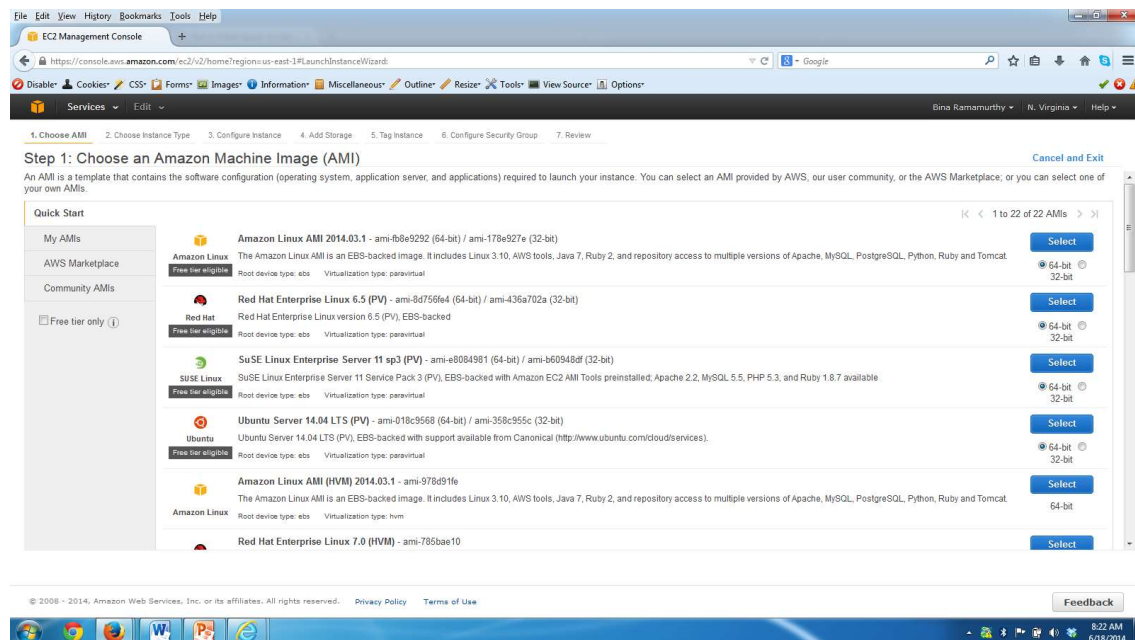 File Edit View History Bookmarks Tools Help
EC2 Management Console
https://console.aws.amazon.com/ec2/v2/home?region=us-east-1#LaunchInstanceWizard:
Google
Disable Cookies CSS Forms Images Information Miscellaneous Outline Resize Tools View Source Options
Services Edit Bina Ramamurthy N. Virginia Help
1. Choose AMI 2. Choose Instance Type 3. Configure Instance 4. Add Storage 5. Tag Instance 6. Configure Security Group 7. Review
Step 1: Choose an Amazon Machine Image (AMI) Cancel and Exit
An AMI is a template that contains the software configuration (operating system, application server, and applications) required to launch your instance. You can select an AMI provided by AWS, our user community, or the AWS Marketplace; or you can select one of
your own AMIs.
Quick Start 1 to 22 of 22 AMIs
My AMIs
AWS Marketplace
Community AMIs
Free tier only
Amazon Linux
Free tier eligible
Amazon Linux AMI 2014.03.1 - ami-fb8e9292 (64-bit) / ami-178e927e (32-bit)
The Amazon Linux AMI is an EBS-backed image. It includes Linux 3.10, AWS tools, Java 7, Ruby 2, and repository access to multiple versions of Apache, MySQL, PostgreSQL, Python, Ruby and Tomcat.
Root device type: ebs Virtualization type: paravirtual
Select
64-bit
32-bit
Red Hat
Free tier eligible
Red Hat Enterprise Linux 6.5 (PV) - ami-8d756fe4 (64-bit) / ami-436a702a (32-bit)
Red Hat Enterprise Linux version 6.5 (PV), EBS-backed
Root device type: ebs Virtualization type: paravirtual
Select
64-bit
32-bit
SUSE Linux
Free tier eligible
SuSE Linux Enterprise Server 11 sp3 (PV) - ami-e8084981 (64-bit) / ami-b60948df (32-bit)
SuSE Linux Enterprise Server 11 Service Pack 3 (PV), EBS-backed with Amazon EC2 AMI Tools preinstalled; Apache 2.2, MySQL 5.5, PHP 5.3, and Ruby 1.8.7 available
Root device type: ebs Virtualization type: paravirtual
Select
64-bit
32-bit
Ubuntu
Free tier eligible
Ubuntu Server 14.04 LTS (PV) - ami-018c9568 (64-bit) / ami-358c955c (32-bit)
Ubuntu Server 14.04 LTS (PV), EBS-backed with support available from Canonical (http://www.ubuntu.com/cloud/services).
Root device type: ebs Virtualization type: paravirtual
Select
64-bit
32-bit
Amazon Linux
Amazon Linux AMI (HVM) 2014.03.1 - ami-978d91fe
The Amazon Linux AMI is an EBS-backed image. It includes Linux 3.10, AWS tools, Java 7, Ruby 2, and repository access to multiple versions of Apache, MySQL, PostgreSQL, Python, Ruby and Tomcat.
Root device type: ebs Virtualization type: hvm
Select
64-bit
Red Hat Enterprise Linux 7.0 (HVM) - ami-785bae10
Select
© 2008 - 2014, Amazon Web Services, Inc. or its affiliates. All rights reserved. Privacy Policy Terms of Use Feedback
8:22 AM
6/18/2014